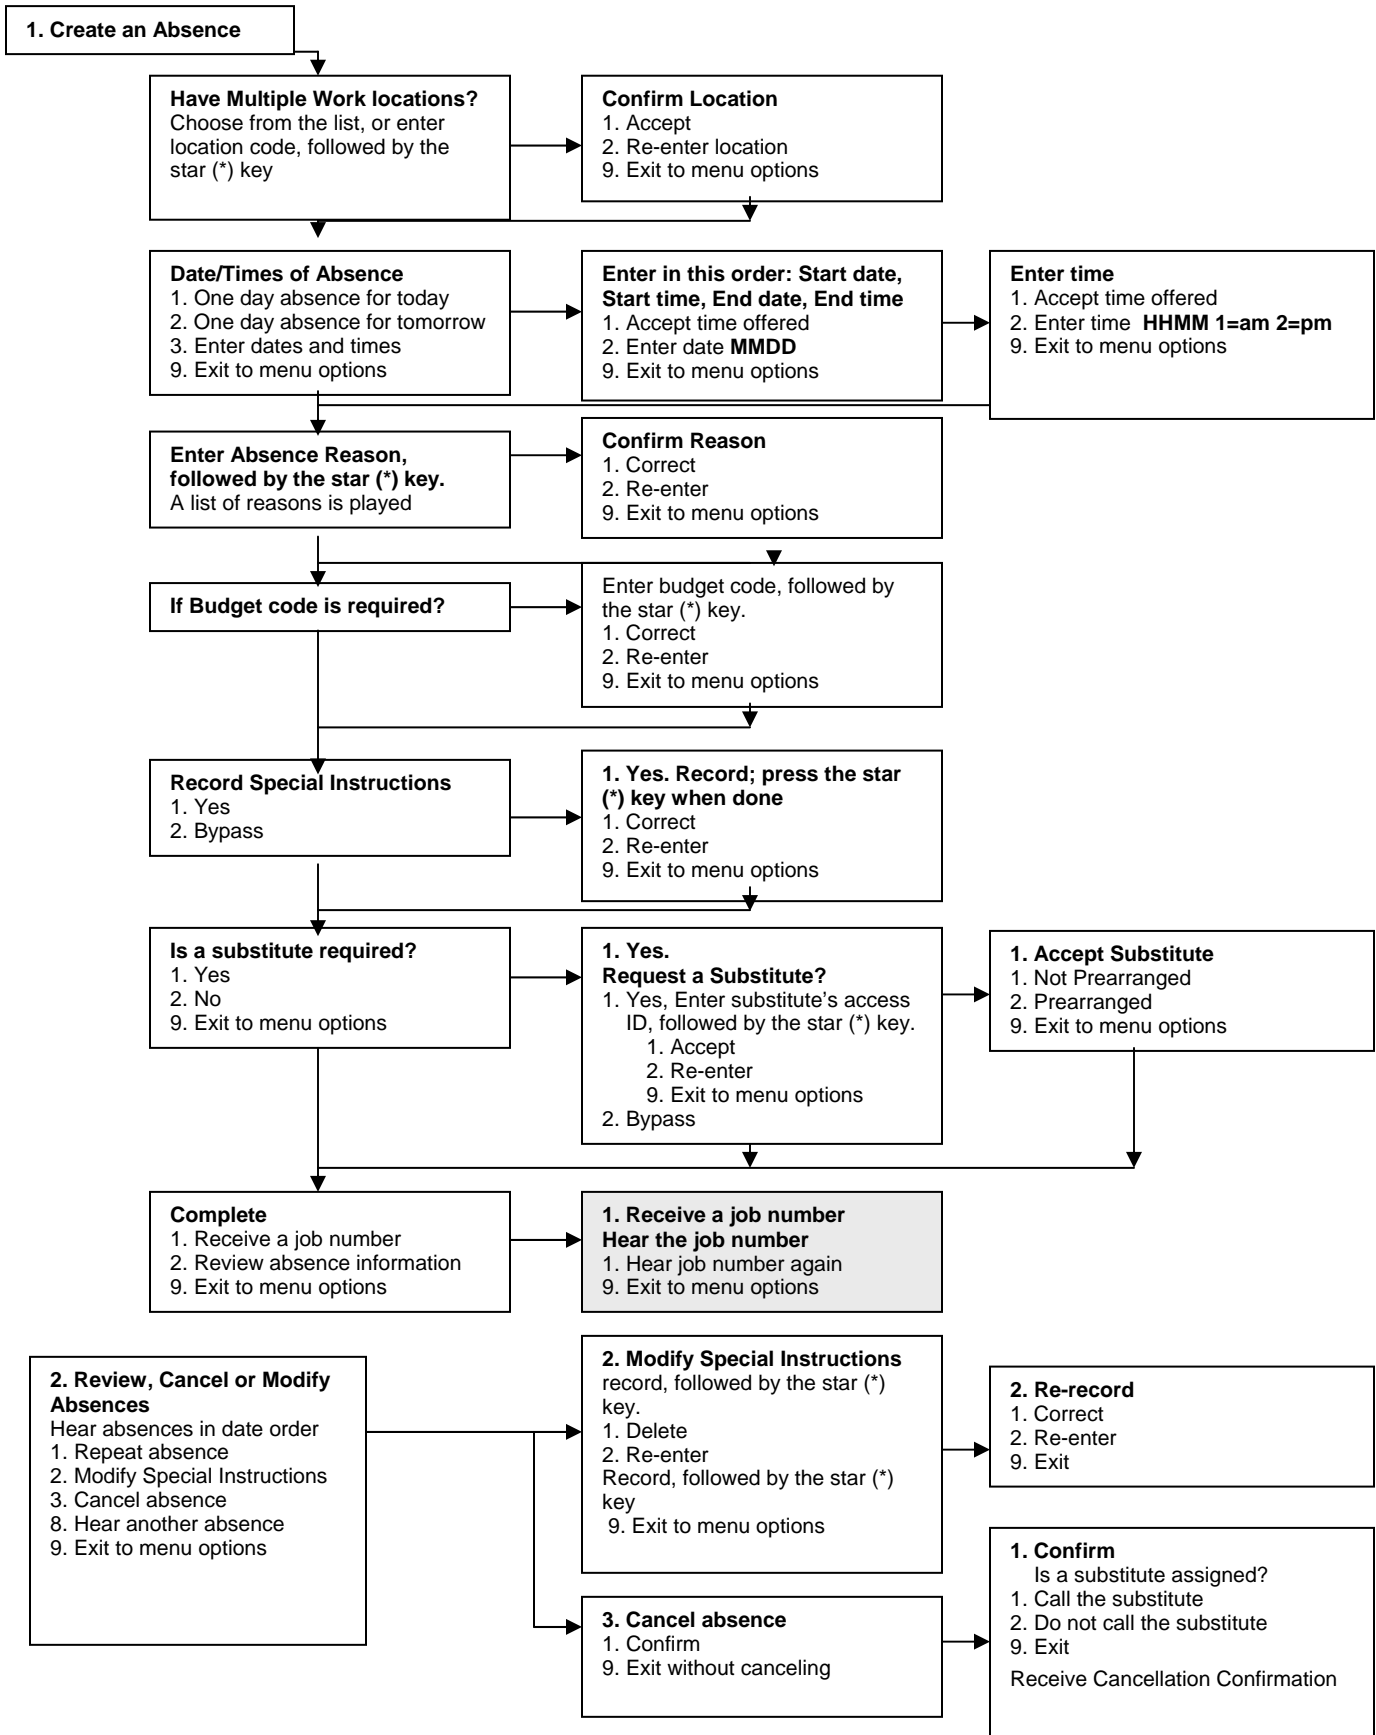 1. Create an Absence
Have Multiple Work locations?
Choose from the list, or enter
location code, followed by the
star (*) key
Confirm Location
1. Accept
2. Re-enter location
9. Exit to menu options
Date/Times of Absence
1. One day absence for today
2. One day absence for tomorrow
3. Enter dates and times
9. Exit to menu options
Enter in this order: Start date,
Start time, End date, End time
1. Accept time offered
2. Enter date MMDD
9. Exit to menu options
Enter time
1. Accept time offered
2. Enter time HHMM 1=am 2=pm
9. Exit to menu options
Enter Absence Reason,
followed by the star (*) key.
A list of reasons is played
Confirm Reason
1. Correct
2. Re-enter
9. Exit to menu options
If Budget code is required?
Enter budget code, followed by
the star (*) key.
1. Correct
2. Re-enter
9. Exit to menu options
Record Special Instructions
1. Yes
2. Bypass
1. Yes. Record; press the star
(*) key when done
1. Correct
2. Re-enter
9. Exit to menu options
Is a substitute required?
1. Yes
2. No
9. Exit to menu options
1. Yes.
Request a Substitute?
1. Yes, Enter substitute’s access
ID, followed by the star (*) key.
1. Accept
2. Re-enter
9. Exit to menu options
2. Bypass
1. Accept Substitute
1. Not Prearranged
2. Prearranged
9. Exit to menu options
Complete
1. Receive a job number
2. Review absence information
9. Exit to menu options
1. Receive a job number
Hear the job number
1. Hear job number again
9. Exit to menu options
2. Review, Cancel or Modify
Absences
Hear absences in date order
1. Repeat absence
2. Modify Special Instructions
3. Cancel absence
8. Hear another absence
9. Exit to menu options
2. Modify Special Instructions
record, followed by the star (*)
key.
1. Delete
2. Re-enter
Record, followed by the star (*)
key
9. Exit to menu options
2. Re-record
1. Correct
2. Re-enter
9. Exit
3. Cancel absence
1. Confirm
9. Exit without canceling
1. Confirm
Is a substitute assigned?
1. Call the substitute
2. Do not call the substitute
9. Exit
Receive Cancellation Confirmation